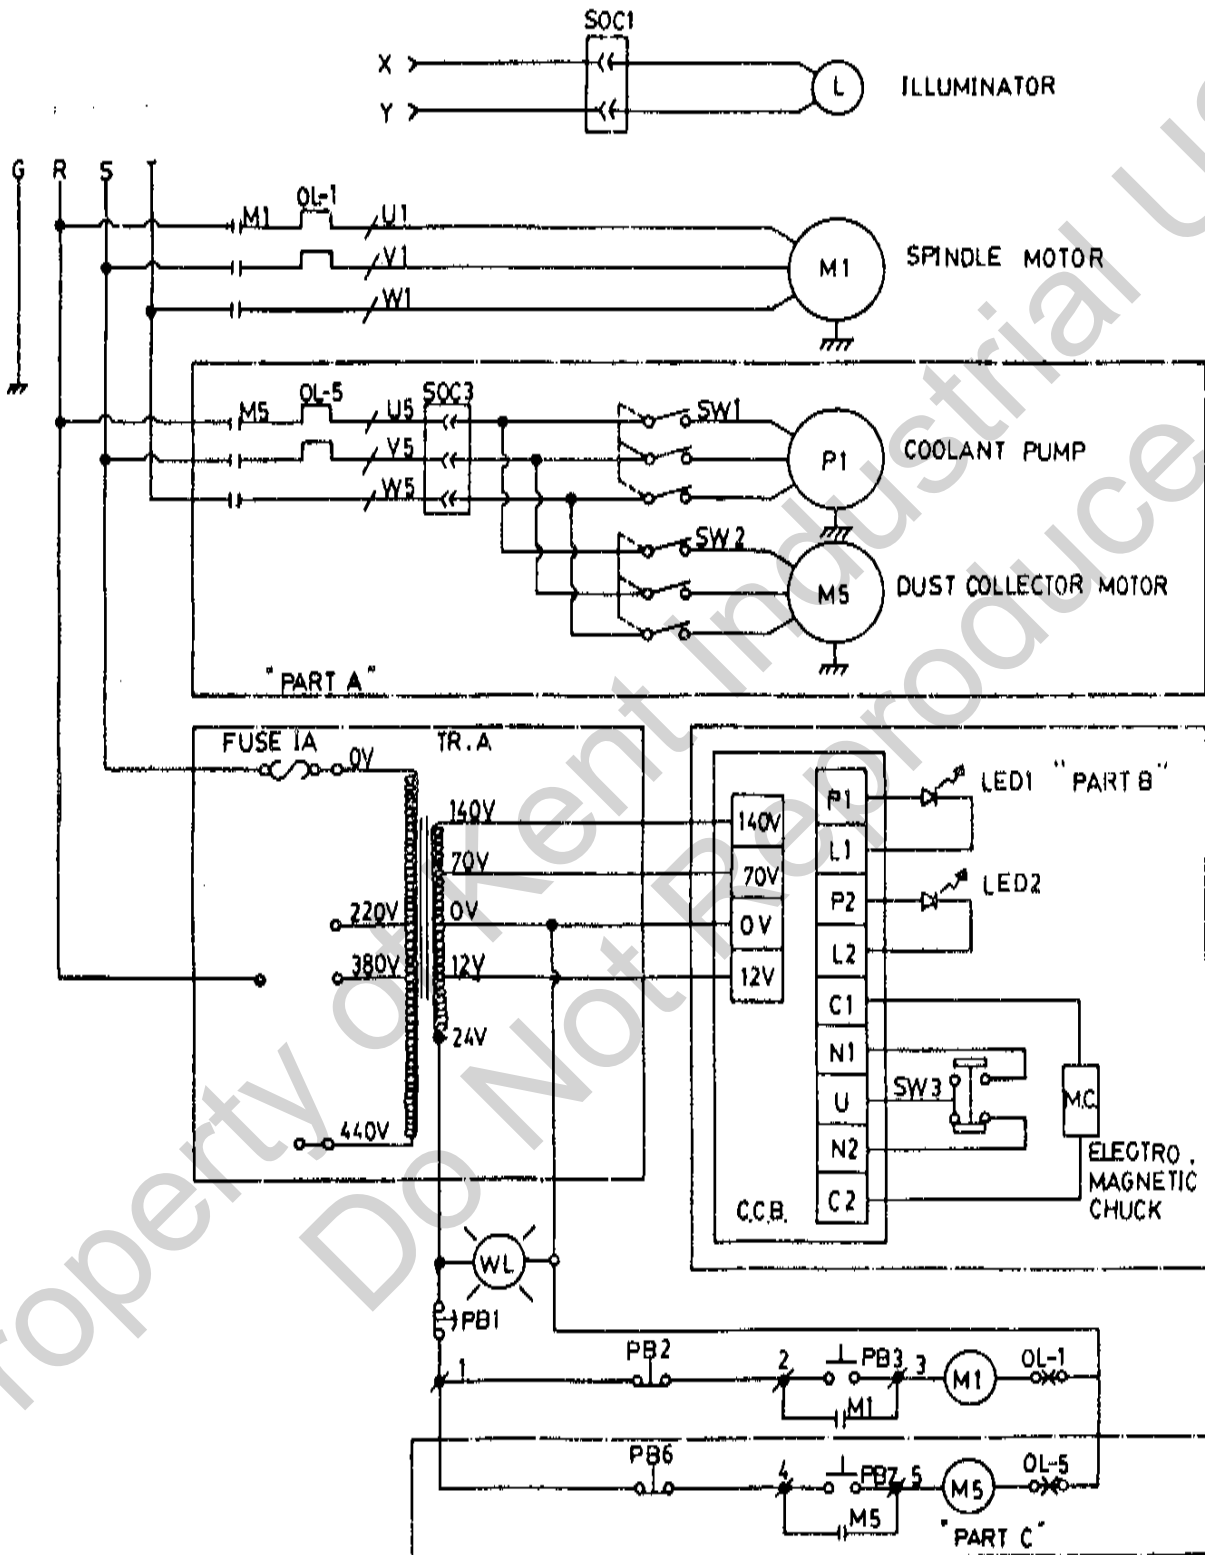 SOC1
X
Y
L
ILLUMINATOR
G R S T
M1 OL-1 U1
V1
W1
M1
SPINDLE MOTOR
M5 OL-5 U5 SOC3
V5
W5
SW1
P1
COOLANT PUMP
SW2
M5
DUST COLLECTOR MOTOR
"PART A"
FUSE 1A
TR.A
0V
220V
380V
440V
140V
70V
0V
12V
24V
140V
70V
0V
12V
P1
L1
P2
L2
C1
N1
U
N2
C2
C.C.B.
LED1 "PART B"
LED2
SW3
M.C.
ELECTRO.
MAGNETIC
CHUCK
WL
PB1
1 PB2 2 PB3 3 M1 OL-1
M1
PB6 4 PB7 5 M5 OL-5
M5
"PART C"
Property of Kent Industrial
Do Not Reproduce